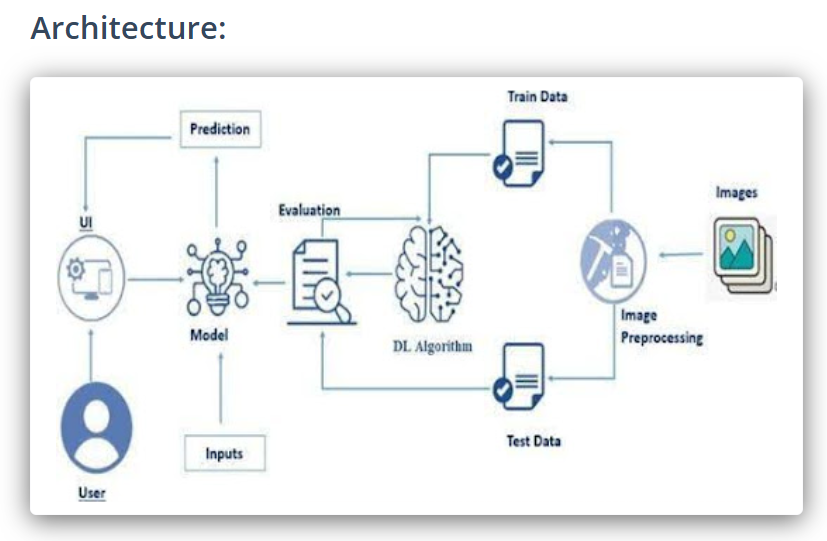 Architecture:
Train Data
Prediction
Images
Evaluation
UI
Image
Preprocessing
Model
DL Algorithm
Test Data
Inputs
User